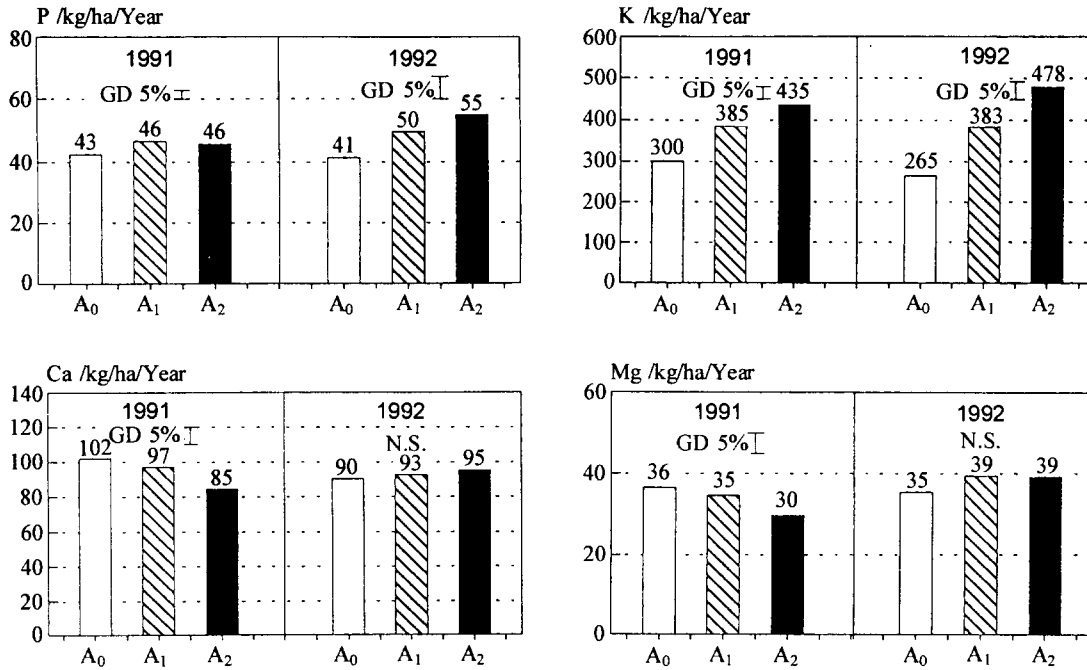 P /kg/ha/Year
80
60
40
20
0
1991
GD 5%
43
46
46
1992
GD 5%
41
50
55
A0
A1
A2
A0
A1
A2
K /kg/ha/Year
600
500
400
300
200
100
0
1991
GD 5%
300
385
435
1992
GD 5%
265
383
478
A0
A1
A2
A0
A1
A2
Ca /kg/ha/Year
140
120
100
80
60
40
20
0
1991
GD 5%
102
97
85
1992
N.S.
90
93
95
A0
A1
A2
A0
A1
A2
Mg /kg/ha/Year
60
40
20
0
1991
GD 5%
36
35
30
1992
N.S.
35
39
39
A0
A1
A2
A0
A1
A2